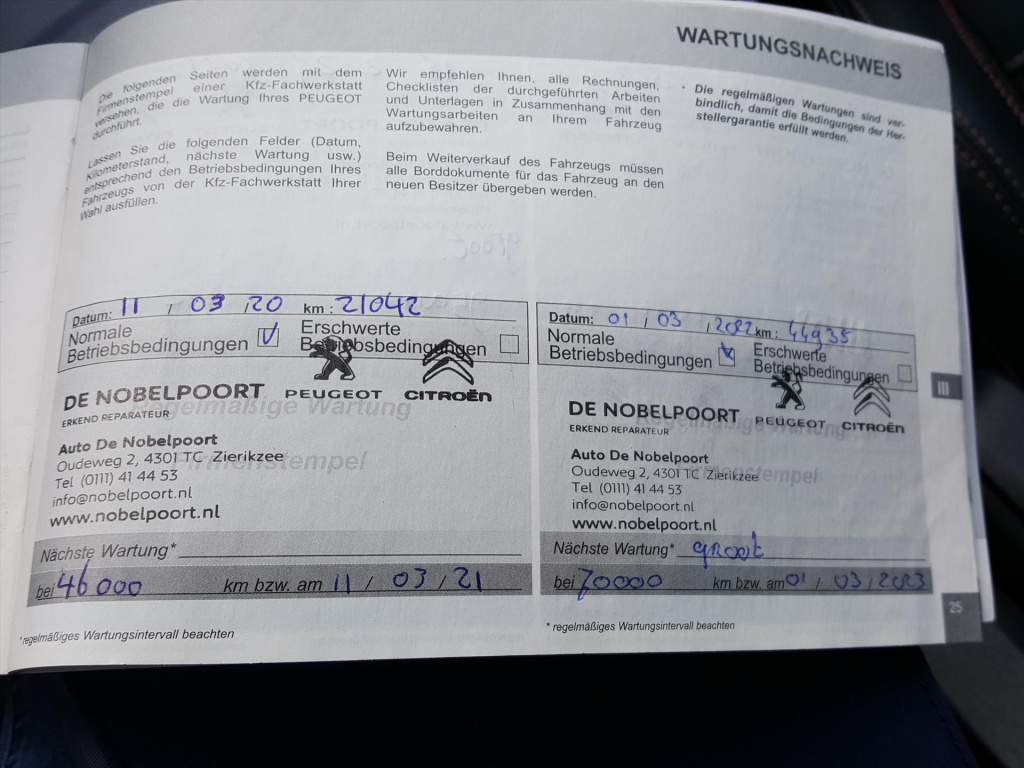 WARTUNGSNACHWEIS
Die folgenden Seiten werden mit dem
Firmenstempel einer Kfz-Fachwerkstatt
versehen, die die Wartung Ihres PEUGEOT
durchführt.
Lassen Sie die folgenden Felder (Datum,
Kilometerstand, nächste Wartung usw.)
entsprechend den Betriebsbedingungen Ihres
Fahrzeugs von der Kfz-Fachwerkstatt Ihrer
Wahl ausfüllen.
Wir empfehlen Ihnen, alle Rechnungen,
Checklisten der durchgeführten Arbeiten
und Unterlagen in Zusammenhang mit den
Wartungsarbeiten an Ihrem Fahrzeug
aufzubewahren.
Beim Weiterverkauf des Fahrzeugs müssen
alle Borddokumente für das Fahrzeug an den
neuen Besitzer übergeben werden.
• Die regelmäßigen Wartungen sind ver-
bindlich, damit die Bedingungen der Her-
stellergarantie erfüllt werden.
Datum: 11 / 03 / 20 km : 21042
Normale
Betriebsbedingungen
Erschwerte
Betriebsbedingungen
DE NOBELPOORT PEUGEOT CITROËN
ERKEND REPARATEUR
Regelmäßige Wartung
Auto De Nobelpoort
Oudeweg 2, 4301 TC Zierikzee
Firmenstempel
Tel (0111) 41 44 53
info@nobelpoort.nl
www.nobelpoort.nl
Nächste Wartung*
bei 46000 km bzw. am 11 / 03 / 21
*regelmäßiges Wartungsintervall beachten
Datum: 01 / 03 / 2022 km : 44935
Normale
Betriebsbedingungen
Erschwerte
Betriebsbedingungen
DE NOBELPOORT PEUGEOT CITROËN
ERKEND REPARATEUR
Regelmäßige Wartung
Auto De Nobelpoort
Oudeweg 2, 4301 TC Zierikzee
Firmenstempel
Tel (0111) 41 44 53
info@nobelpoort.nl
www.nobelpoort.nl
Nächste Wartung* groot
bei 70000 km bzw. am 01 / 03 / 2023
* regelmäßiges Wartungsintervall beachten
III
25